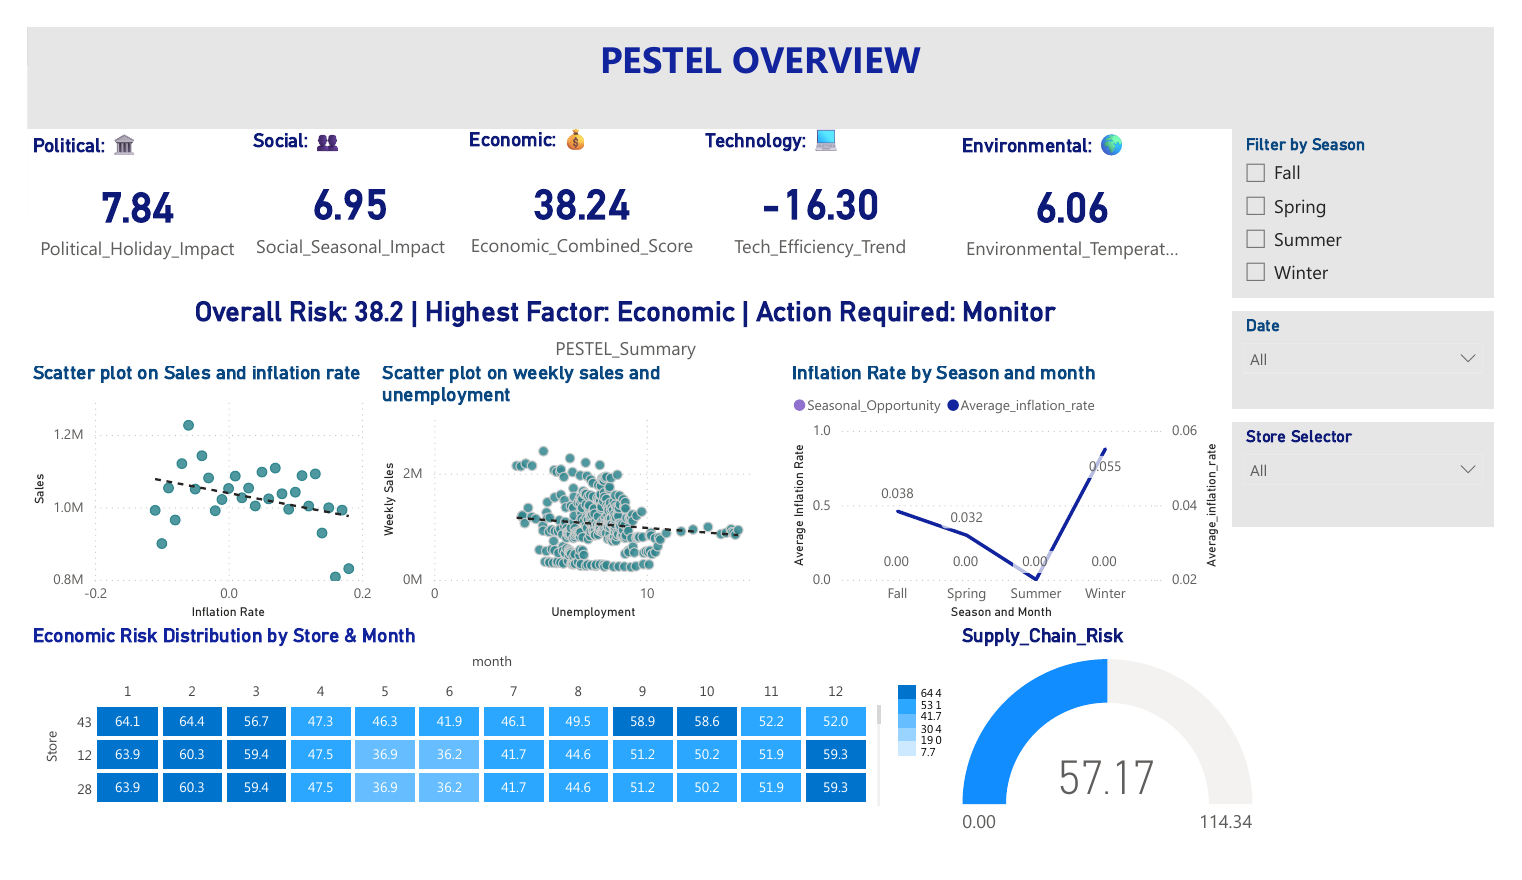 PESTEL OVERVIEW
Political: 🏛️
Social: 👥
Economic: 💰
Technology: 💻
Environmental: 🌍
7.84
6.95
38.24
-16.30
6.06
Political_Holiday_Impact
Social_Seasonal_Impact
Economic_Combined_Score
Tech_Efficiency_Trend
Environmental_Temperat...
Filter by Season
Fall
Spring
Summer
Winter
Overall Risk: 38.2 | Highest Factor: Economic | Action Required: Monitor
PESTEL_Summary
Date
All
Store Selector
All
Scatter plot on Sales and inflation rate
1.2M
1.0M
0.8M
Sales
-0.2 0.0 0.2
Inflation Rate
Scatter plot on weekly sales and
unemployment
2M
0M
Weekly Sales
0 10
Unemployment
Inflation Rate by Season and month
Seasonal_Opportunity Average_inflation_rate
1.0
0.5
0.0
Average Inflation Rate
0.06
0.04
0.02
Average_inflation_rate
0.038
0.032
0.055
0.00 0.00 0.00 0.00
Fall Spring Summer Winter
Season and Month
Economic Risk Distribution by Store & Month
month
Store
1 2 3 4 5 6 7 8 9 10 11 12
43 64.1 64.4 56.7 47.3 46.3 41.9 46.1 49.5 58.9 58.6 52.2 52.0
12 63.9 60.3 59.4 47.5 36.9 36.2 41.7 44.6 51.2 50.2 51.9 59.3
28 63.9 60.3 59.4 47.5 36.9 36.2 41.7 44.6 51.2 50.2 51.9 59.3
64.4
53.1
41.7
30.4
19.0
7.7
Supply_Chain_Risk
57.17
0.00 114.34